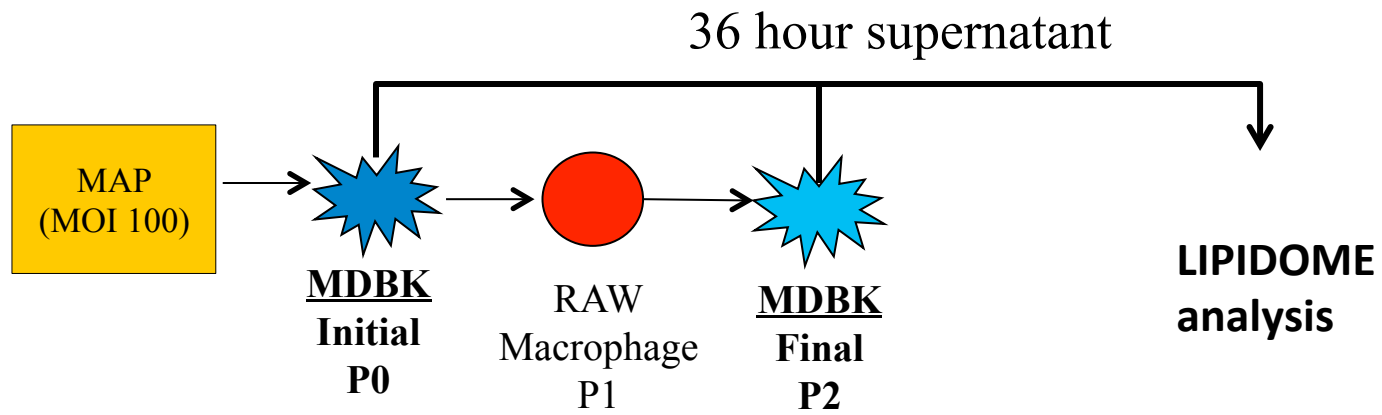 36 hour supernatant
MAP
(MOI 100)
MDBK
Initial
P0
RAW
Macrophage
P1
MDBK
Final
P2
LIPIDOME
analysis